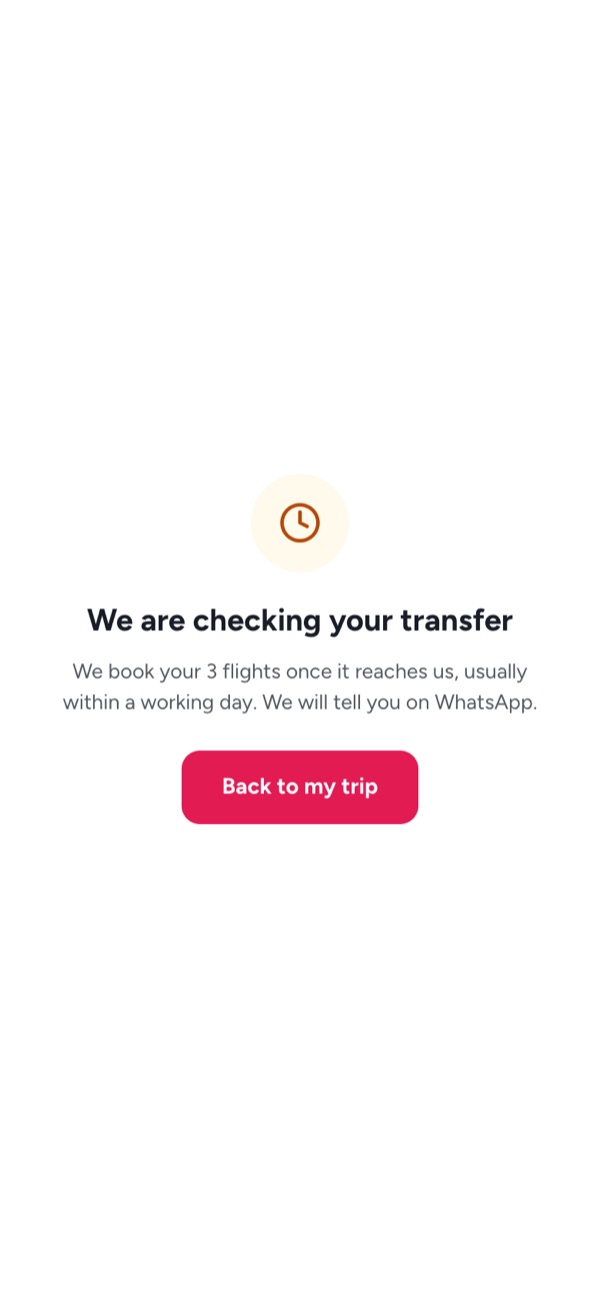 We are checking your transfer
We book your 3 flights once it reaches us, usually
within a working day. We will tell you on WhatsApp.
Back to my trip